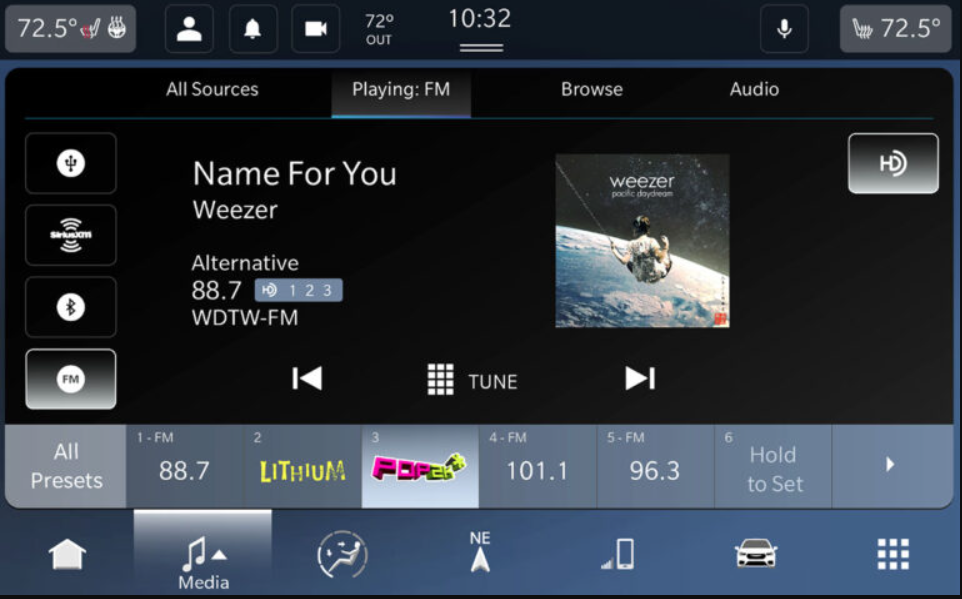 72.5°
72°
OUT
10:32
72.5°
All Sources
Playing: FM
Browse
Audio
HD
SiriusXM
FM
Name For You
Weezer
Alternative
88.7 HD 1 2 3
WDTW-FM
weezer
pacific daydream
TUNE
All
Presets
1 - FM
88.7
2
LITHIUM
3
POP2K
4 - FM
101.1
5 - FM
96.3
6
Hold
to Set
Media
NE